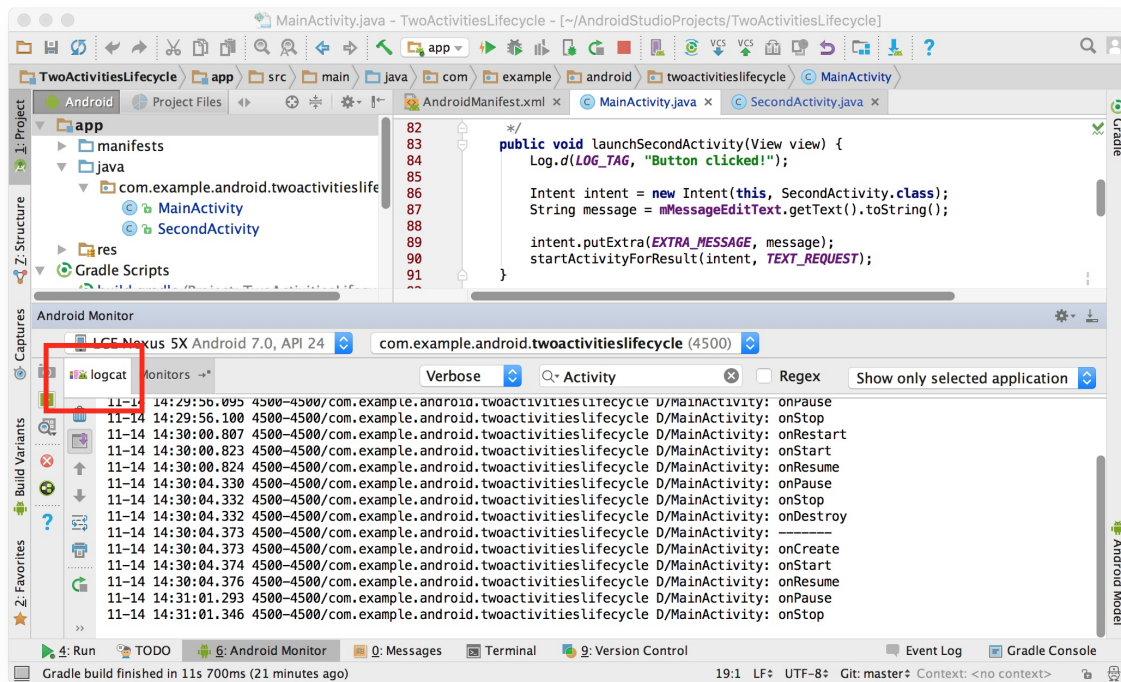 MainActivity.java - TwoActivitiesLifecycle - [~/AndroidStudioProjects/TwoActivitiesLifecycle]
app VCS VCS ?
TwoActivitiesLifecycle app src main java com example android twoactivitieslifecycle C MainActivity
Android Project Files AndroidManifest.xml × C MainActivity.java × C SecondActivity.java ×
1: Project
Z: Structure
Captures
Build Variants
2: Favorites
app
manifests
java
com.example.android.twoactivitieslife
C MainActivity
C SecondActivity
res
Gradle Scripts
82 */
83 public void launchSecondActivity(View view) {
84 Log.d(LOG_TAG, "Button clicked!");
85
86 Intent intent = new Intent(this, SecondActivity.class);
87 String message = mMessageEditText.getText().toString();
88
89 intent.putExtra(EXTRA_MESSAGE, message);
90 startActivityForResult(intent, TEXT_REQUEST);
91 }
Gradle
Android Model
Android Monitor
LGE Nexus 5X Android 7.0, API 24 com.example.android.twoactivitieslifecycle (4500)
logcat Monitors →" Verbose Activity Regex Show only selected application
11-14 14:29:56.095 4500-4500/com.example.android.twoactivitieslifecycle D/MainActivity: onPause
11-14 14:29:56.100 4500-4500/com.example.android.twoactivitieslifecycle D/MainActivity: onStop
11-14 14:30:00.807 4500-4500/com.example.android.twoactivitieslifecycle D/MainActivity: onRestart
11-14 14:30:00.823 4500-4500/com.example.android.twoactivitieslifecycle D/MainActivity: onStart
11-14 14:30:00.824 4500-4500/com.example.android.twoactivitieslifecycle D/MainActivity: onResume
11-14 14:30:04.330 4500-4500/com.example.android.twoactivitieslifecycle D/MainActivity: onPause
11-14 14:30:04.332 4500-4500/com.example.android.twoactivitieslifecycle D/MainActivity: onStop
11-14 14:30:04.332 4500-4500/com.example.android.twoactivitieslifecycle D/MainActivity: onDestroy
11-14 14:30:04.373 4500-4500/com.example.android.twoactivitieslifecycle D/MainActivity: -------
11-14 14:30:04.373 4500-4500/com.example.android.twoactivitieslifecycle D/MainActivity: onCreate
11-14 14:30:04.374 4500-4500/com.example.android.twoactivitieslifecycle D/MainActivity: onStart
11-14 14:30:04.376 4500-4500/com.example.android.twoactivitieslifecycle D/MainActivity: onResume
11-14 14:31:01.293 4500-4500/com.example.android.twoactivitieslifecycle D/MainActivity: onPause
11-14 14:31:01.346 4500-4500/com.example.android.twoactivitieslifecycle D/MainActivity: onStop
?
>>
4: Run TODO 6: Android Monitor 0: Messages Terminal 9: Version Control Event Log Gradle Console
Gradle build finished in 11s 700ms (21 minutes ago) 19:1 LF÷ UTF-8÷ Git: master÷ Context: <no context>